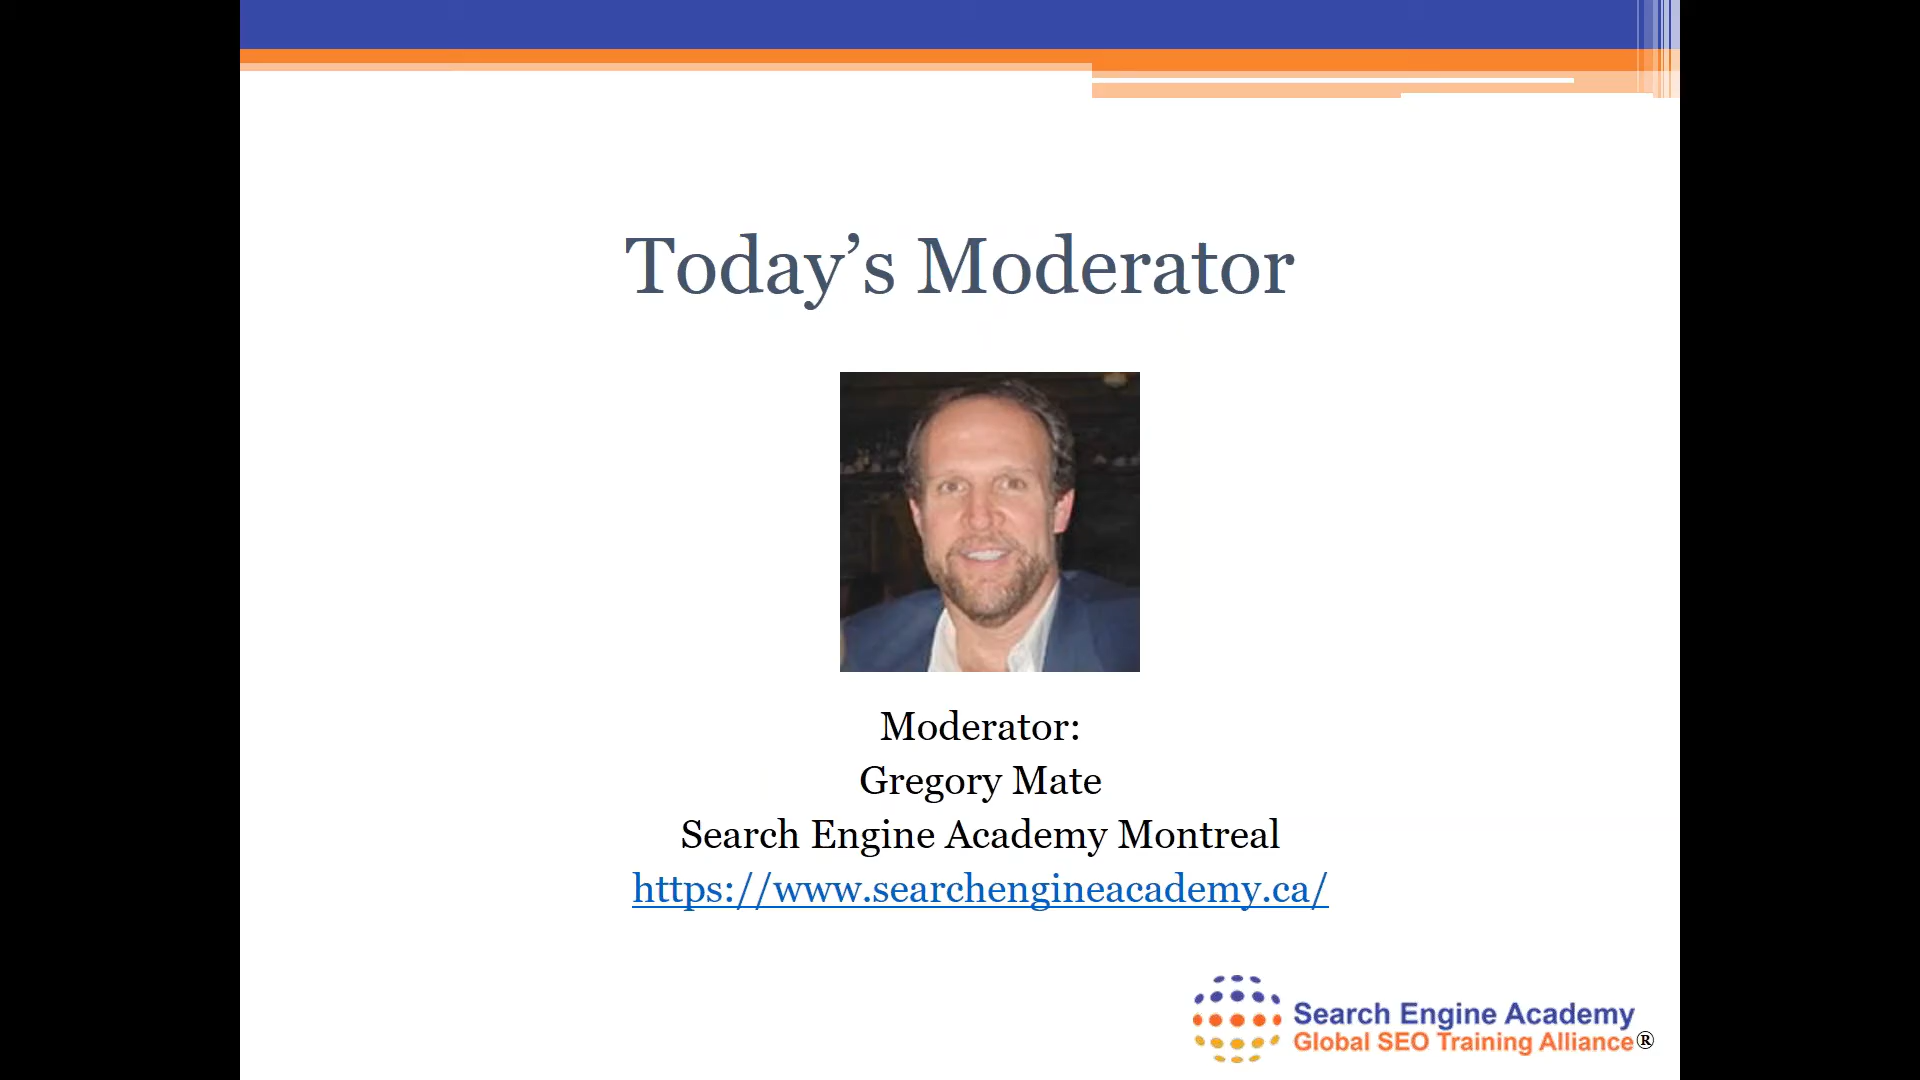 Today’s Moderator
Moderator:
Gregory Mate
Search Engine Academy Montreal
https://www.searchengineacademy.ca/
Search Engine Academy
Global SEO Training Alliance®